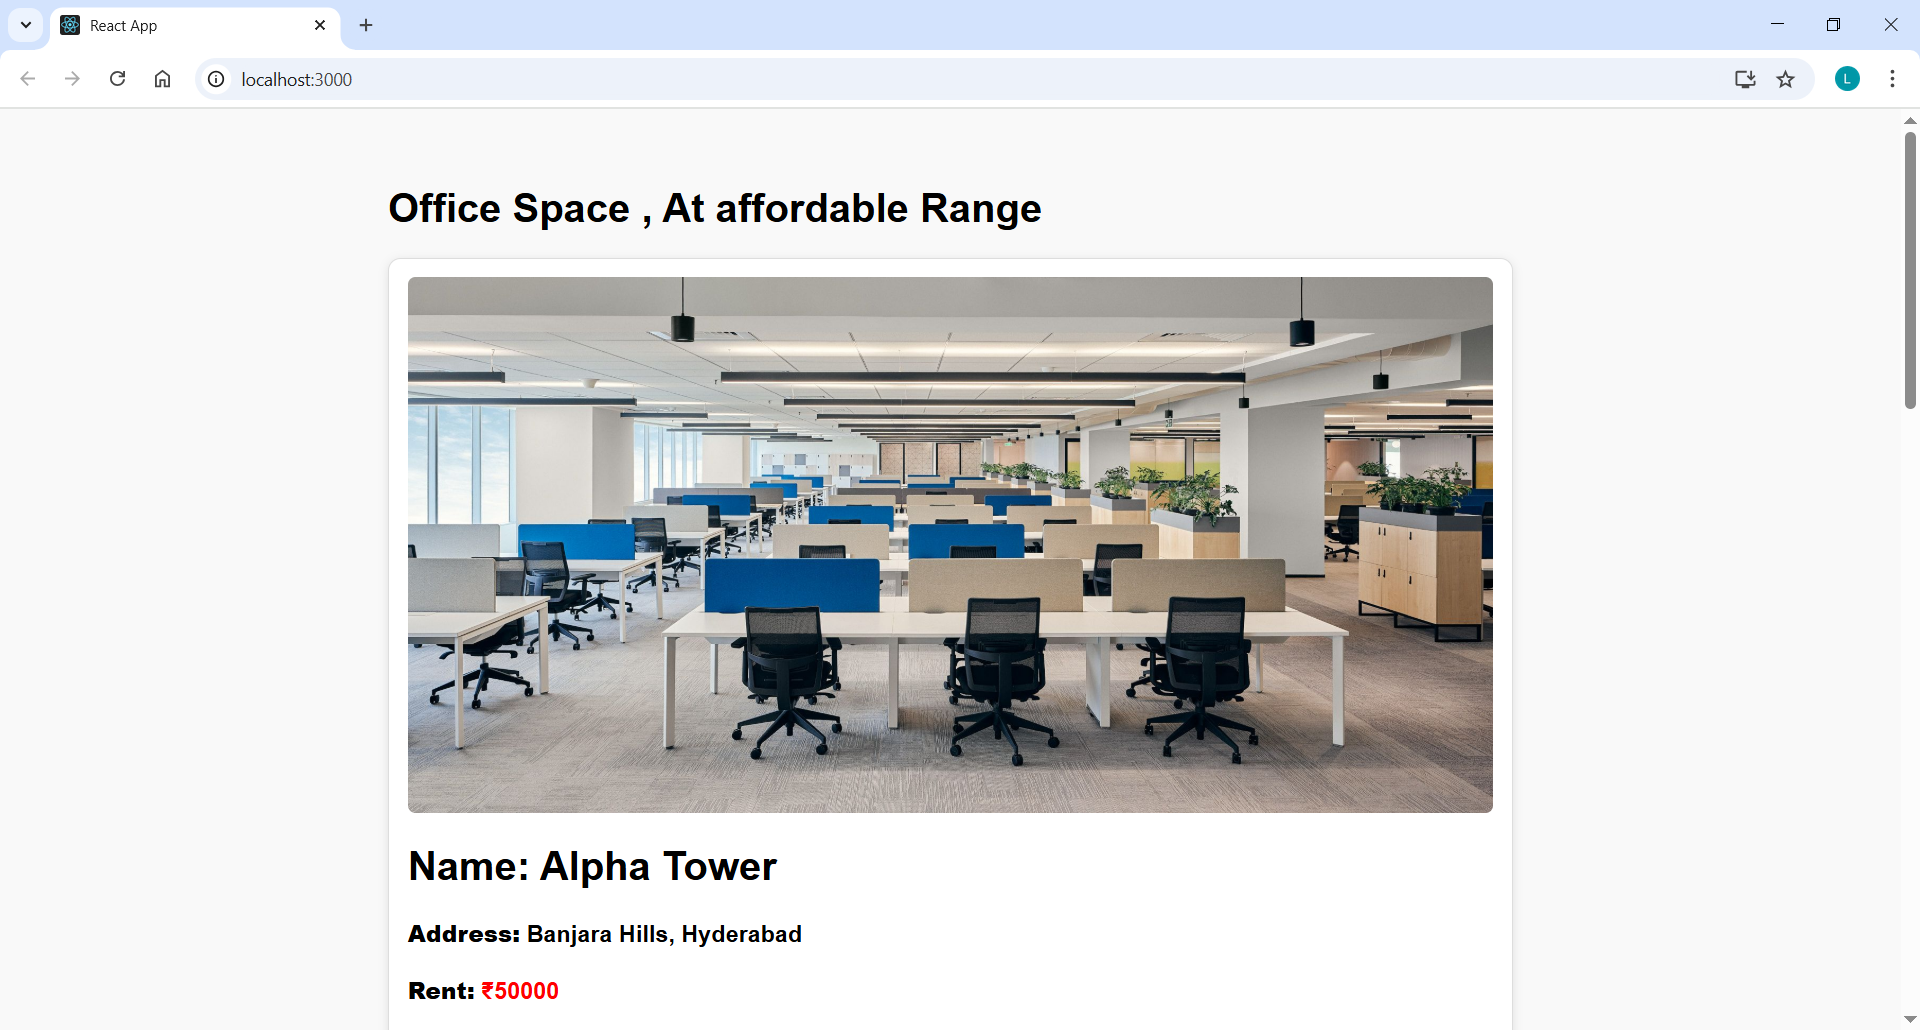 React App
localhost:3000
L
Office Space , At affordable Range
Name: Alpha Tower
Address: Banjara Hills, Hyderabad
Rent: ₹50000